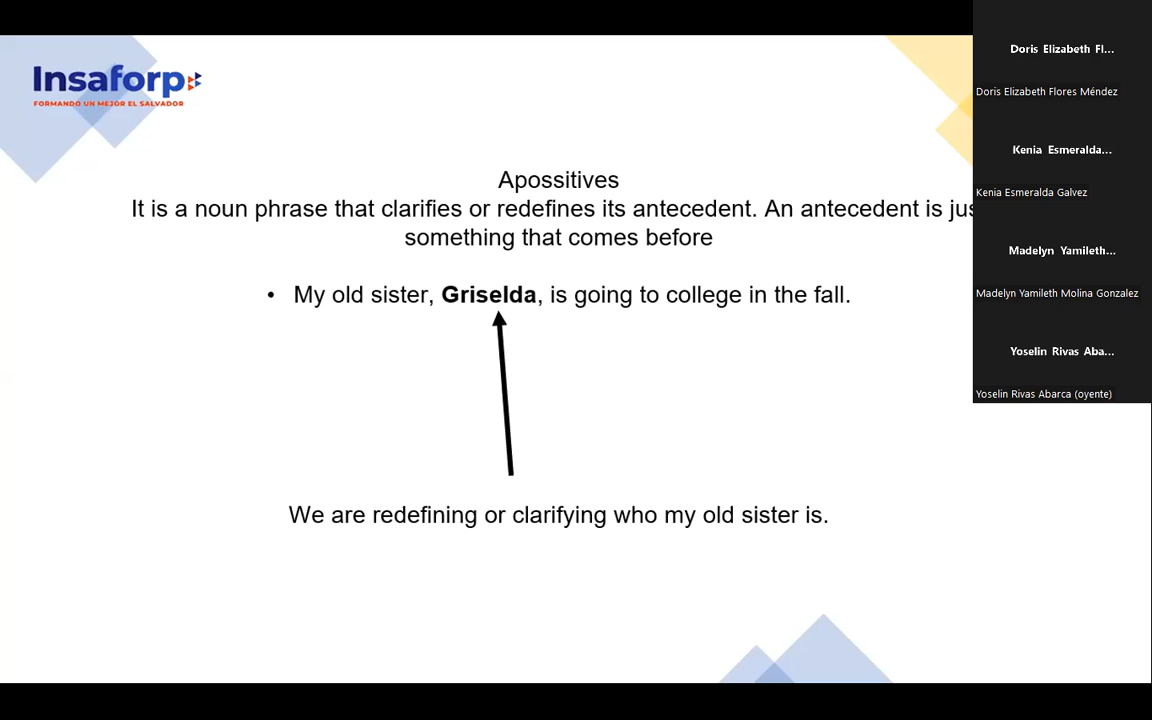 Insaforp
FORMANDO UN MEJOR EL SALVADOR
Apossitives
It is a noun phrase that clarifies or redefines its antecedent. An antecedent is
something that comes before
• My old sister, Griselda, is going to college in the fall.
We are redefining or clarifying who my old sister is.
Doris Elizabeth Fl...
Doris Elizabeth Flores Méndez
Kenia Esmeralda...
Kenia Esmeralda Galvez
Madelyn Yamileth...
Madelyn Yamileth Molina Gonzalez
Yoselin Rivas Aba...
Yoselin Rivas Abarca (oyente)